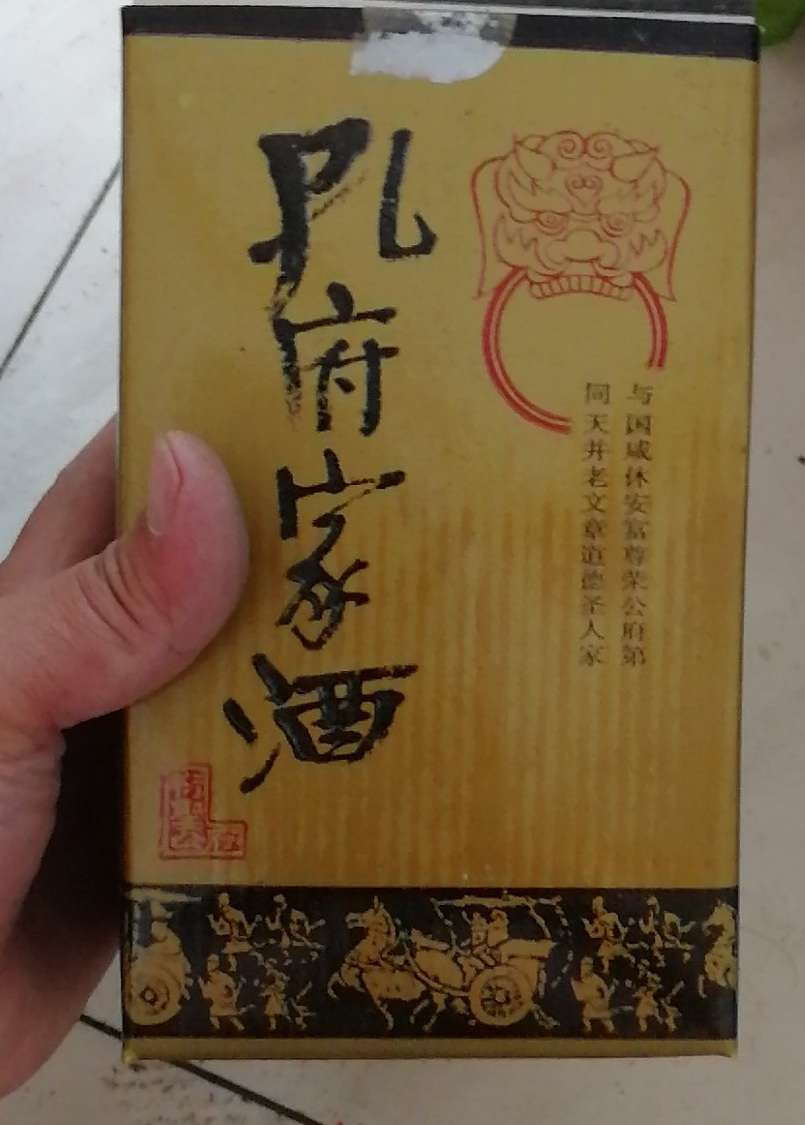 孔府家酒
与国咸休安富尊荣公府第
同天并老文章道德圣人家